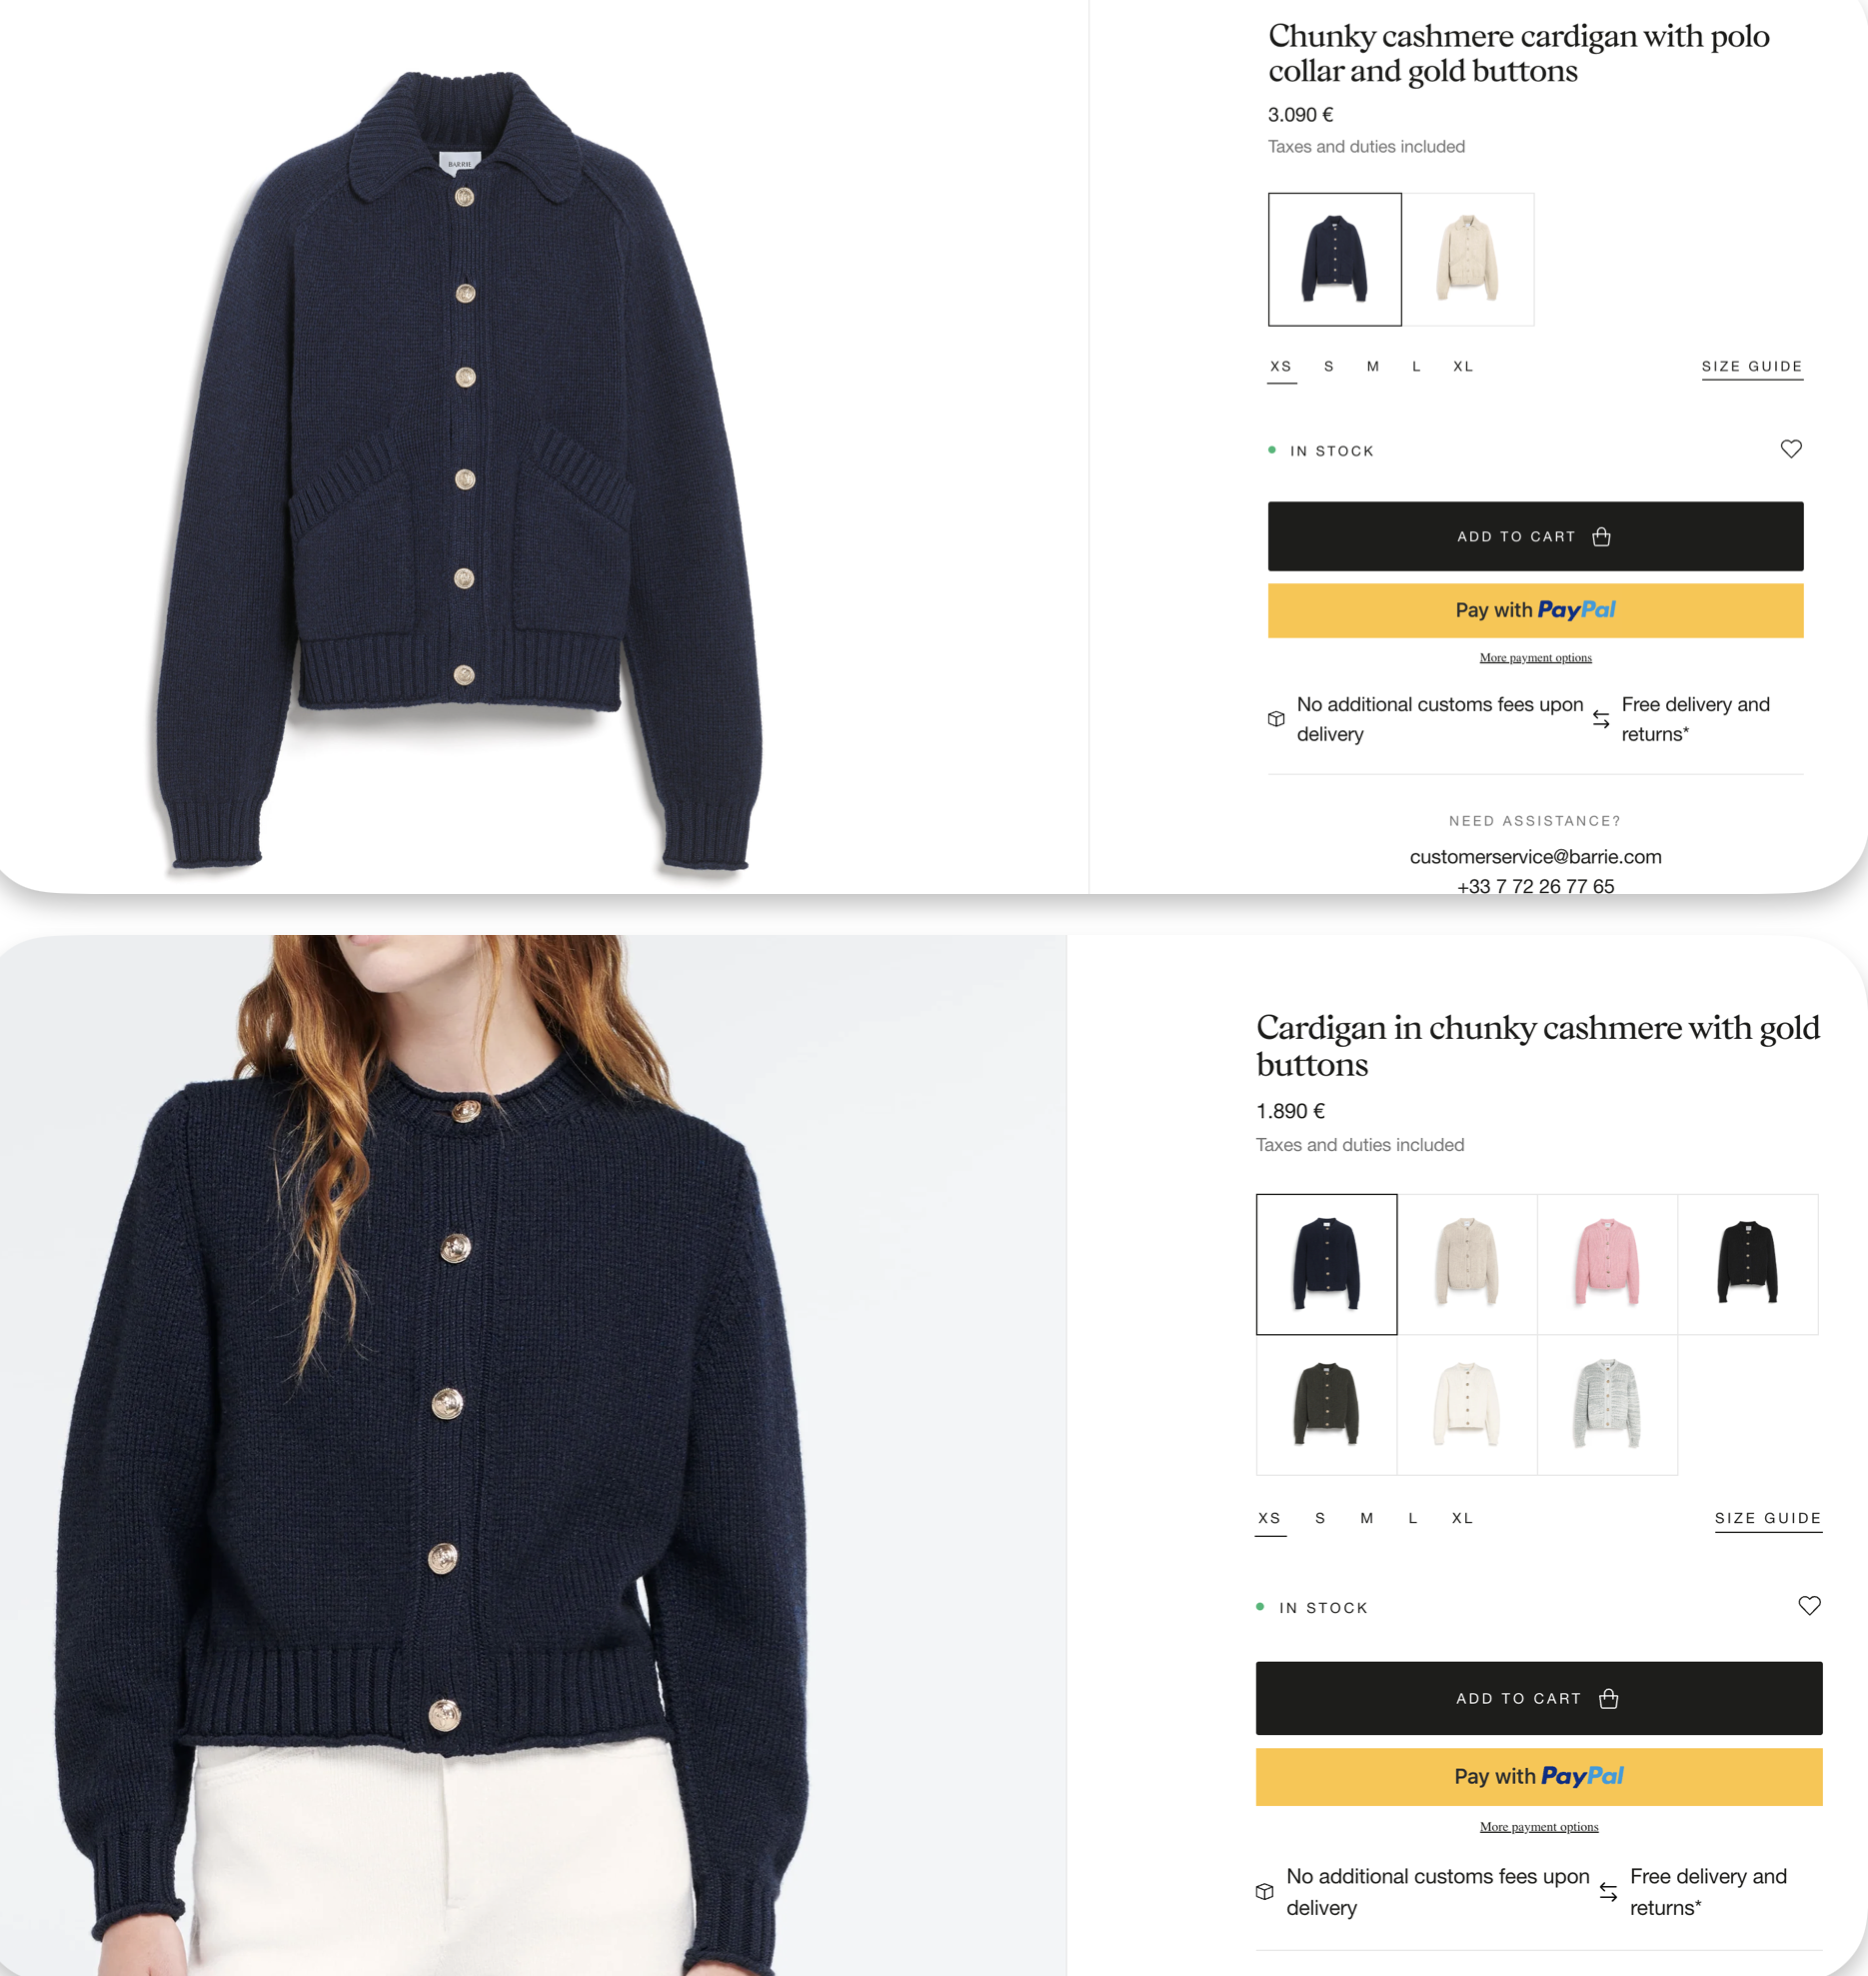 BARRIE
Chunky cashmere cardigan with polo
collar and gold buttons
3.090 €
Taxes and duties included
XS S M L XL
SIZE GUIDE
IN STOCK
ADD TO CART
Pay with PayPal
More payment options
No additional customs fees upon
delivery
Free delivery and
returns*
NEED ASSISTANCE?
customerservice@barrie.com
+33 7 72 26 77 65
Cardigan in chunky cashmere with gold
buttons
1.890 €
Taxes and duties included
XS S M L XL
SIZE GUIDE
IN STOCK
ADD TO CART
Pay with PayPal
More payment options
No additional customs fees upon
delivery
Free delivery and
returns*